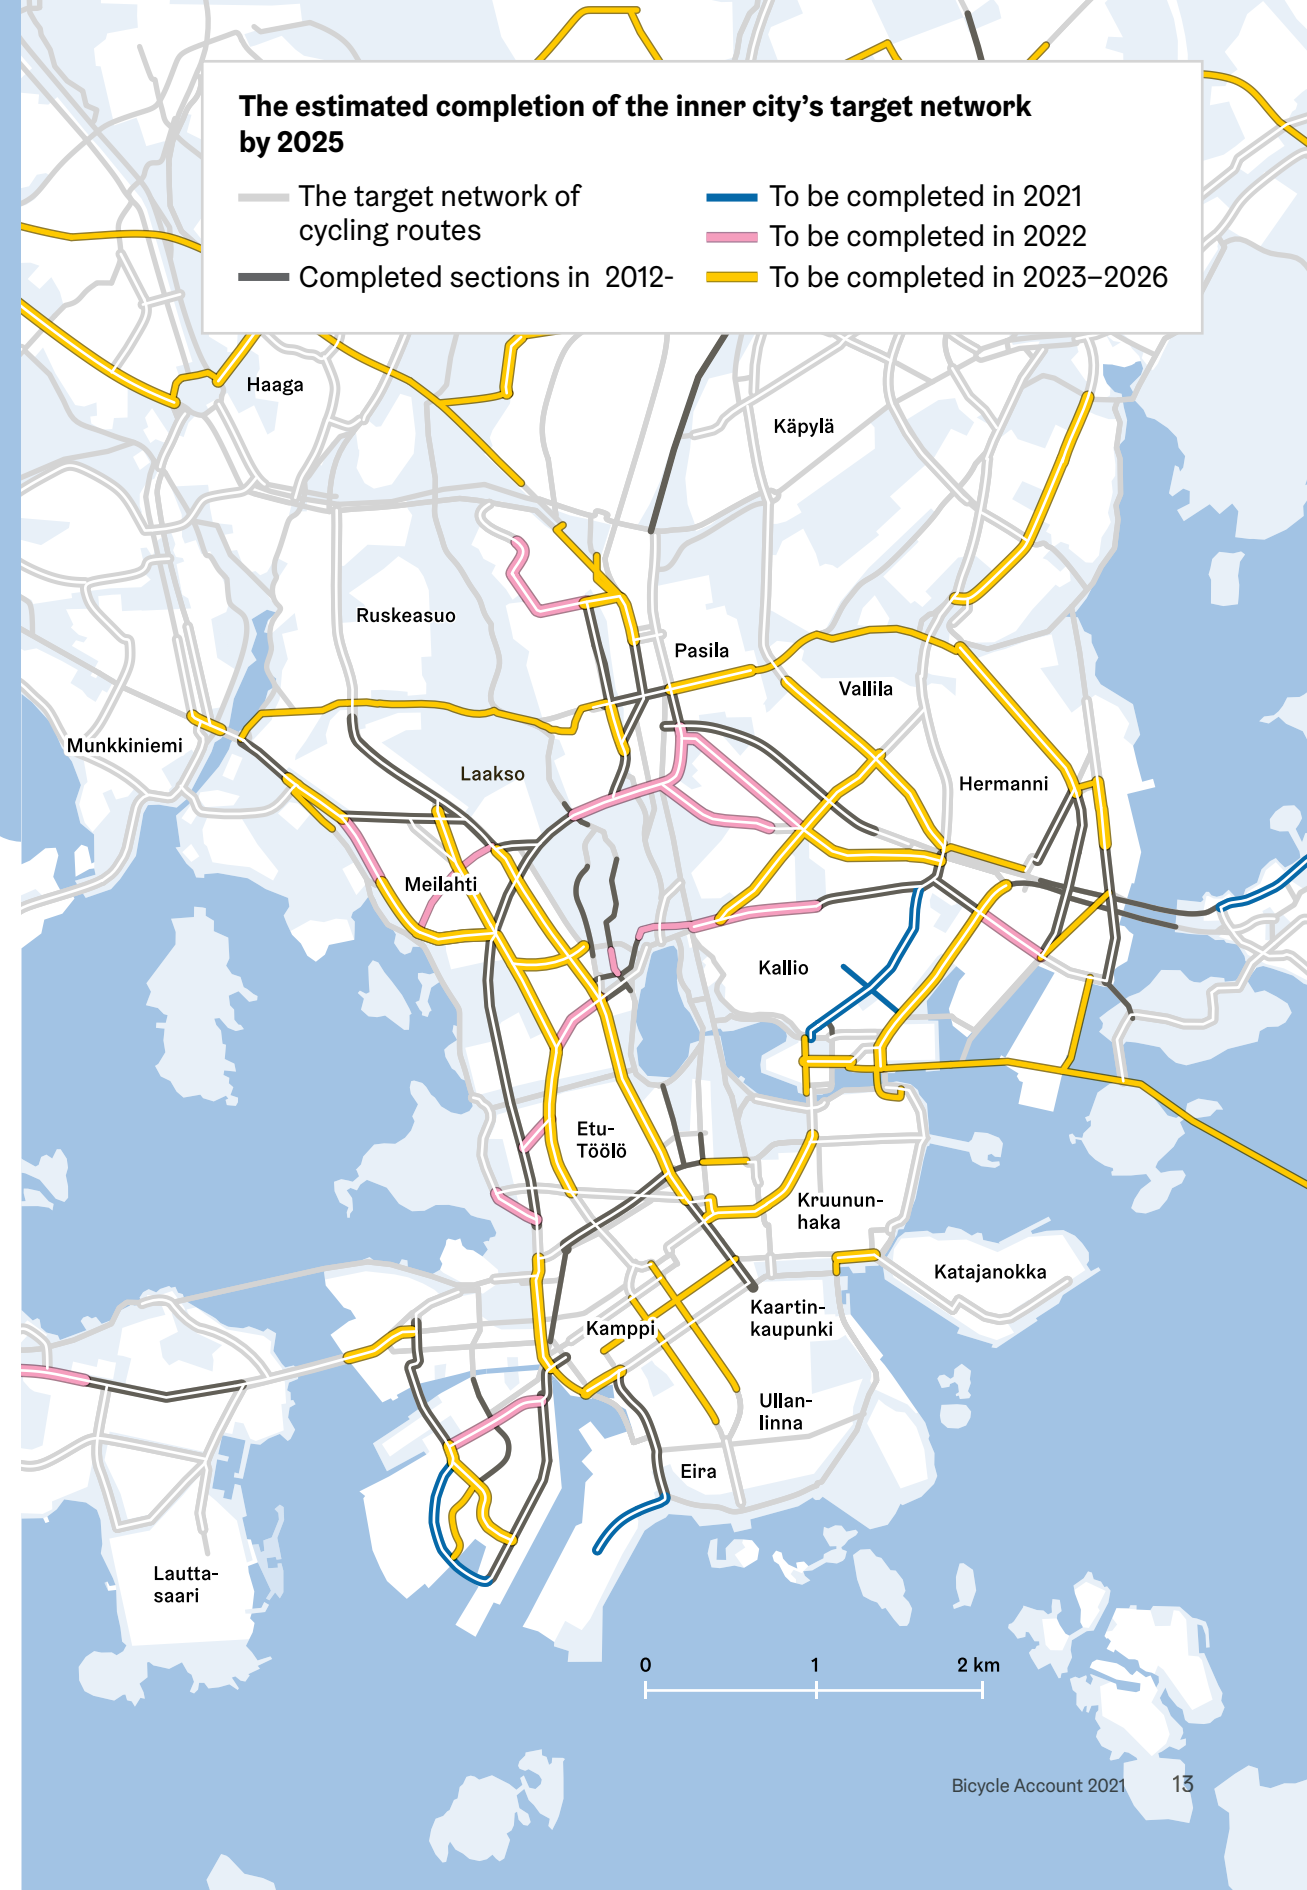 The estimated completion of the inner city's target network
by 2025
The target network of
cycling routes
Completed sections in 2012-
To be completed in 2021
To be completed in 2022
To be completed in 2023–2026
Haaga
Käpylä
Ruskeasuo
Pasila
Vallila
Munkkiniemi
Laakso
Hermanni
Meilahti
Kallio
Etu-
Töölö
Kruunun-
haka
Katajanokka
Kaartin-
kaupunki
Kamppi
Ullan-
linna
Eira
Lautta-
saari
0 1 2 km
Bicycle Account 2021 13